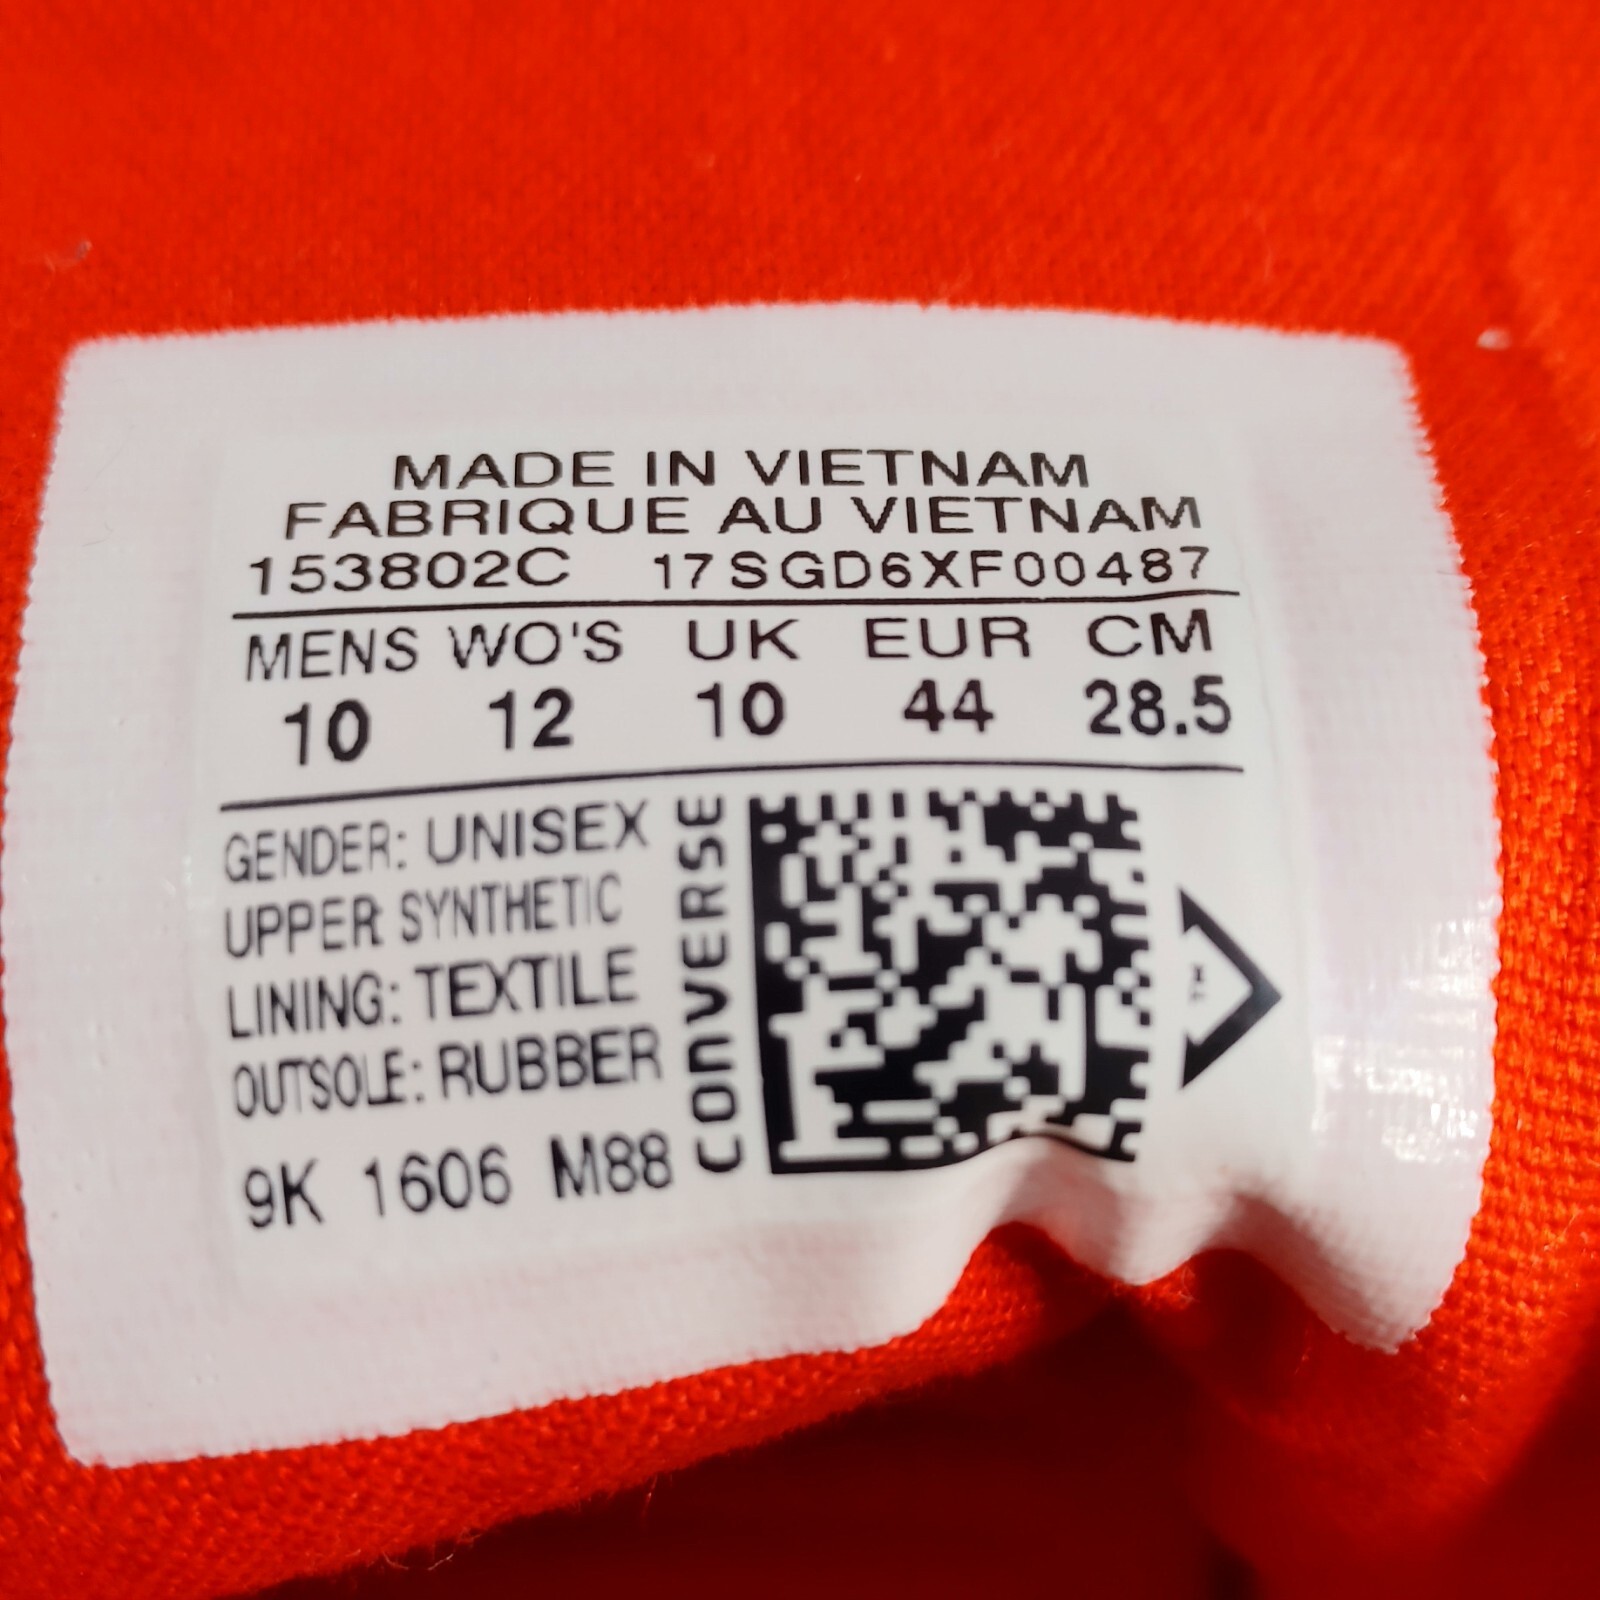 MADE IN VIETNAM
FABRIQUE AU VIETNAM
153802C 17SGD6XF00487
MENS WO'S UK EUR CM
10 12 10 44 28.5
GENDER: UNISEX
UPPER: SYNTHETIC
LINING: TEXTILE
OUTSOLE: RUBBER
9K 1606 M88
CONVERSE
TM